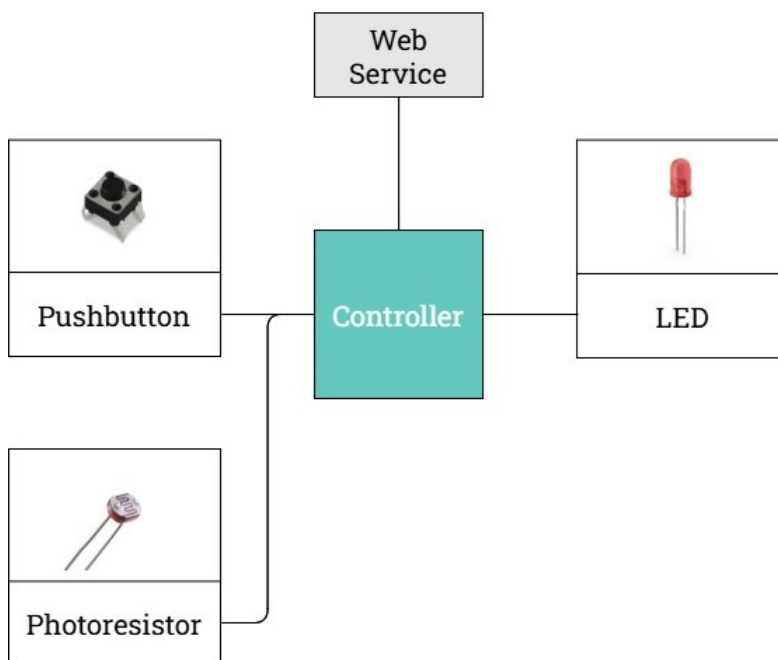 Web
Service
Pushbutton
Controller
LED
Photoresistor